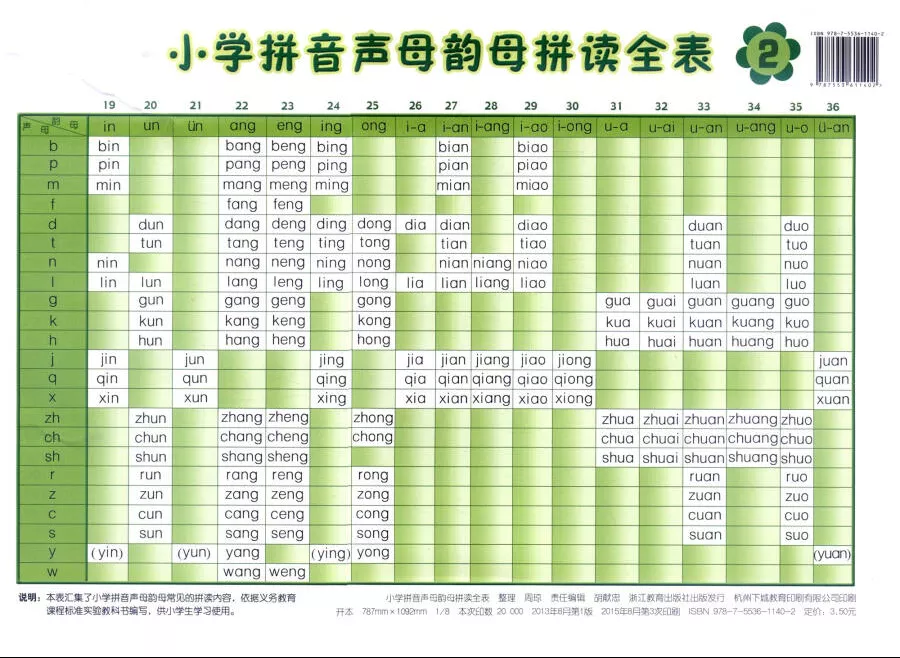 小学拼音声母韵母拼读全表
2
ISBN 978-7-5536-1140-2
9 787553 611402 >
19 20 21 22 23 24 25 26 27 28 29 30 31 32 33 34 35 36
声母 韵母 in un ün ang eng ing ong i-a i-an i-ang i-ao i-ong u-a u-ai u-an u-ang u-o ü-an
b bin bang beng bing bian biao
p pin pang peng ping pian piao
m min mang meng ming mian miao
f fang feng
d dun dang deng ding dong dia dian diao duan duo
t tun tang teng ting tong tian tiao tuan tuo
n nin nang neng ning nong nian niang niao nuan nuo
l lin lun lang leng ling long lia lian liang liao luan luo
g gun gang geng gong gua guai guan guang guo
k kun kang keng kong kua kuai kuan kuang kuo
h hun hang heng hong hua huai huan huang huo
j jin jun jing jia jian jiang jiao jiong juan
q qin qun qing qia qian qiang qiao qiong quan
x xin xun xing xia xian xiang xiao xiong xuan
zh zhun zhang zheng zhong zhua zhuai zhuan zhuang zhuo
ch chun chang cheng chong chua chuai chuan chuang chuo
sh shun shang sheng shua shuai shuan shuang shuo
r run rang reng rong ruan ruo
z zun zang zeng zong zuan zuo
c cun cang ceng cong cuan cuo
s sun sang seng song suan suo
y (yin) (yun) yang (ying) yong (yuan)
w wang weng
说明：本表汇集了小学拼音声母韵母常见的拼读内容，依据义务教育
课程标准实验教科书编写，供小学生学习使用。
小学拼音声母韵母拼读全表 整理 周琼 责任编辑 胡献忠 浙江教育出版社出版发行 杭州下城教育印刷有限公司印刷
开本 787mm×1092mm 1/8 本次印数 20 000 2013年8月第1版 2015年8月第3次印刷 ISBN 978-7-5536-1140-2 定价：3.50元